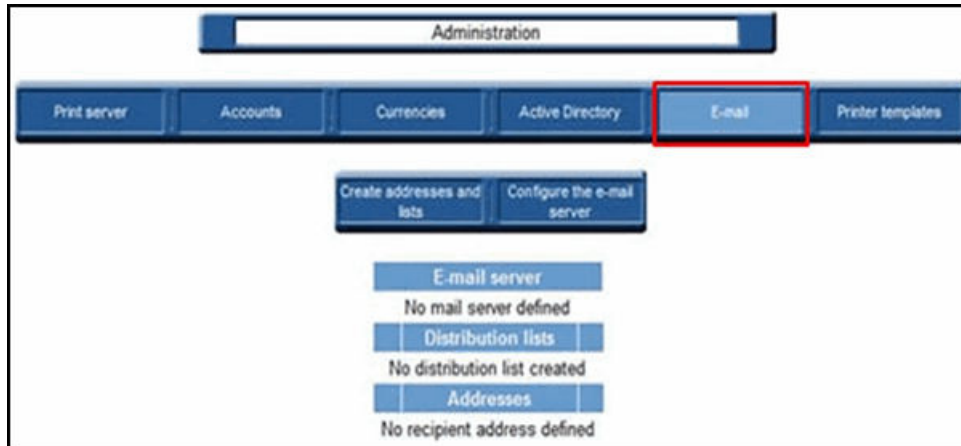 Administration
Print server Accounts Currencies Active Directory E-mail Printer templates
Create addresses and lists
Configure the e-mail server
E-mail server
No mail server defined
Distribution lists
No distribution list created
Addresses
No recipient address defined